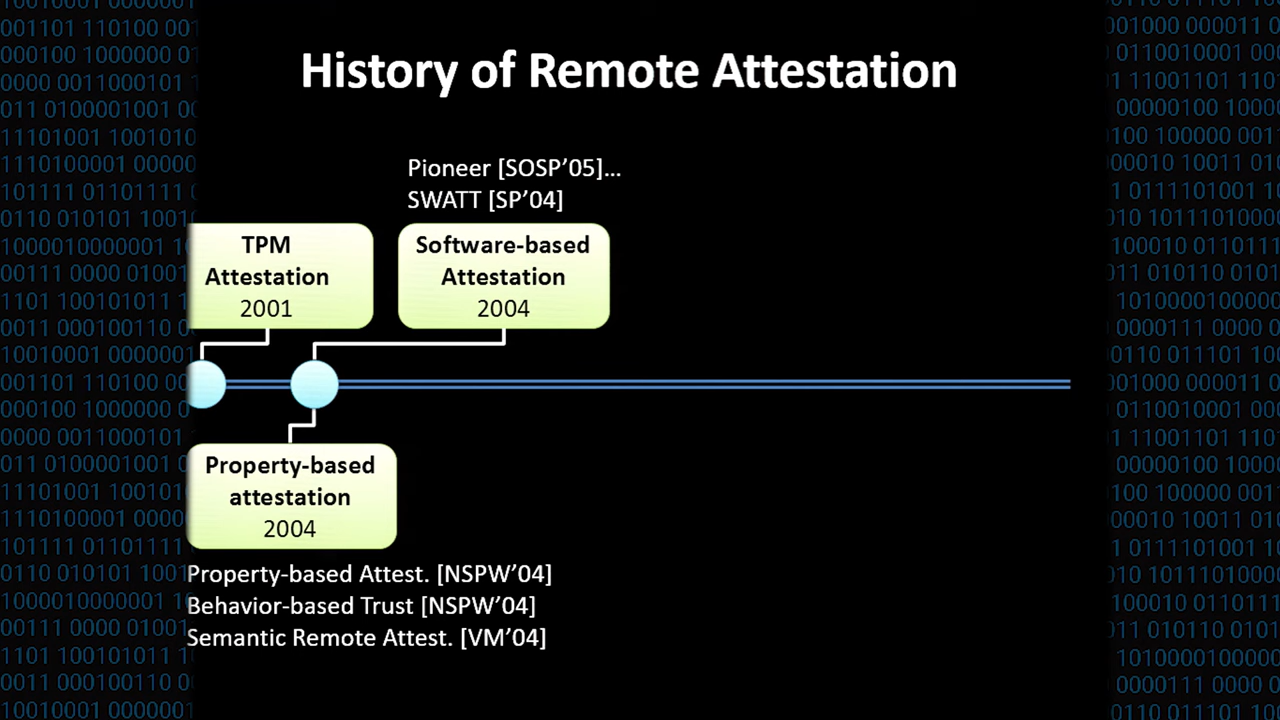 History of Remote Attestation
Pioneer [SOSP’05]...
SWATT [SP’04]
TPM
Attestation
2001
Software-based
Attestation
2004
Property-based
attestation
2004
Property-based Attest. [NSPW’04]
Behavior-based Trust [NSPW’04]
Semantic Remote Attest. [VM’04]